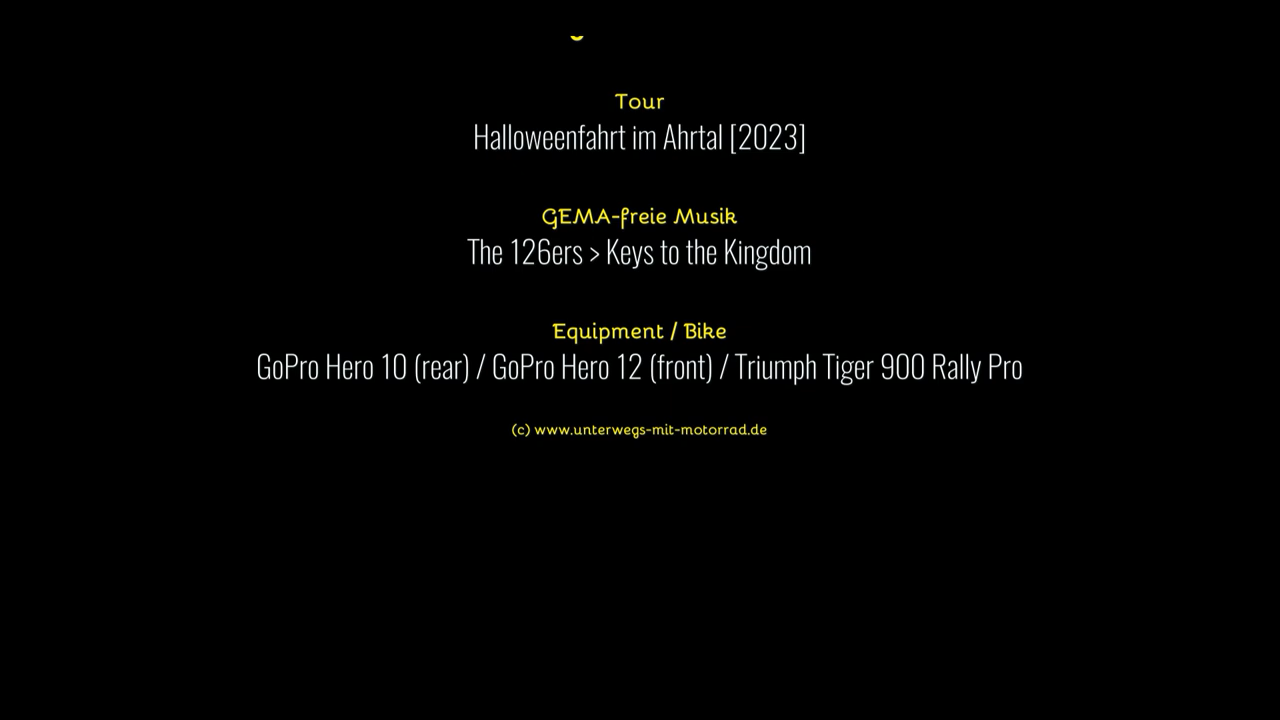 Tour
Halloweenfahrt im Ahrtal [2023]
GEMA-freie Musik
The 126ers > Keys to the Kingdom
Equipment / Bike
GoPro Hero 10 (rear) / GoPro Hero 12 (front) / Triumph Tiger 900 Rally Pro
(c) www.unterwegs-mit-motorrad.de